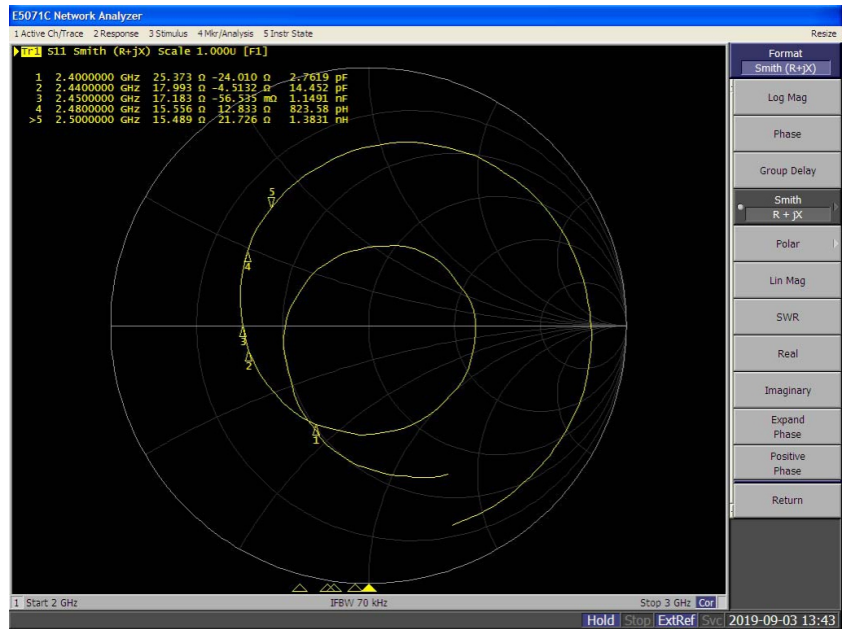 E5071C Network Analyzer
1 Active Ch/Trace 2 Response 3 Stimulus 4 Mkr/Analysis 5 Instr State
Resize
Tr1 S11 Smith (R+jX) Scale 1.000U [F1]
1 2.4000000 GHz 25.373 Ω -24.010 Ω 2.7619 pF
2 2.4400000 GHz 17.993 Ω -4.5132 Ω 14.452 pF
3 2.4500000 GHz 17.183 Ω -56.535 mΩ 1.1491 nF
4 2.4800000 GHz 15.556 Ω 12.833 Ω 823.58 pH
>5 2.5000000 GHz 15.489 Ω 21.726 Ω 1.3831 nH
5
4
3
2
1
Format
Smith (R+jX)
Log Mag
Phase
Group Delay
Smith
R + jX
Polar
Lin Mag
SWR
Real
Imaginary
Expand
Phase
Positive
Phase
Return
1 Start 2 GHz
IFBW 70 kHz
Stop 3 GHz Cor
Hold Stop ExtRef Svc 2019-09-03 13:43